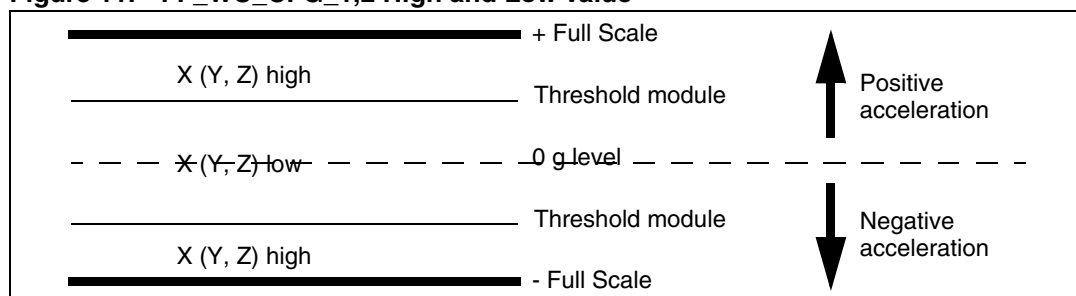 + Full Scale
X (Y, Z) high
Threshold module
Positive
acceleration
X (Y, Z) low
0 g level
Threshold module
Negative
acceleration
X (Y, Z) high
- Full Scale